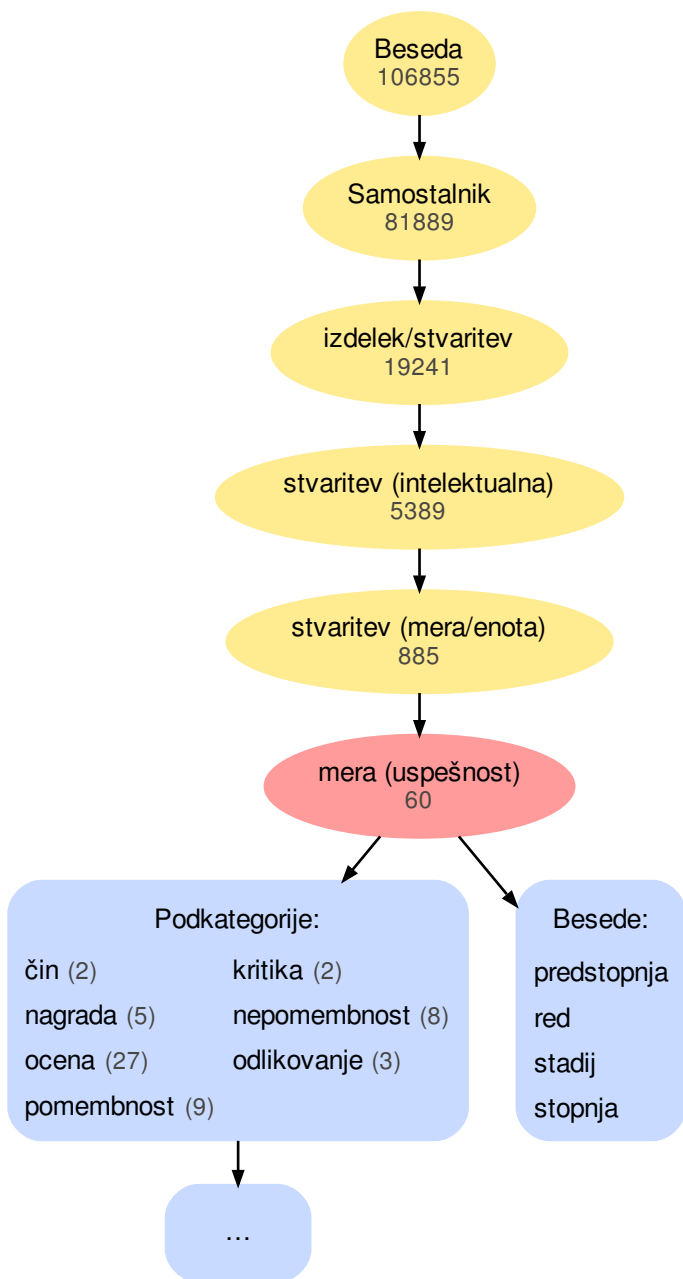 Beseda
106855
Samostalnik
81889
izdelek/stvaritev
19241
stvaritev (intelektualna)
5389
stvaritev (mera/enota)
885
mera (uspešnost)
60
Podkategorije:
čin (2) kritika (2)
nagrada (5) nepomembnost (8)
ocena (27) odlikovanje (3)
pomembnost (9)
Besede:
predstopnja
red
stadij
stopnja
...